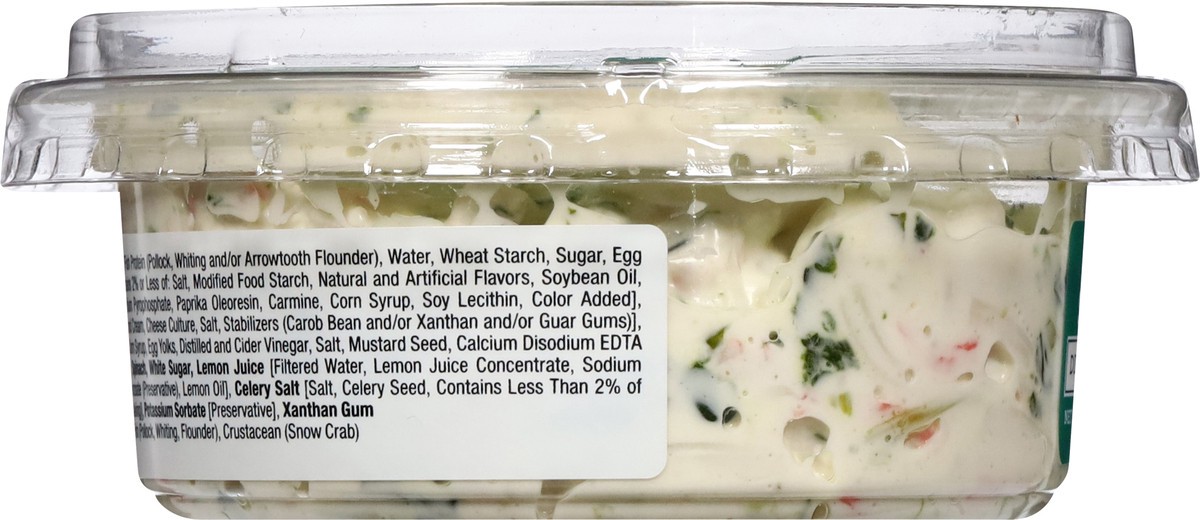 Protein (Pollock, Whiting and/or Arrowtooth Flounder), Water, Wheat Starch, Sugar, Egg
2% or Less of: Salt, Modified Food Starch, Natural and Artificial Flavors, Soybean Oil,
Pyrophosphate, Paprika Oleoresin, Carmine, Corn Syrup, Soy Lecithin, Color Added],
Cream, Cheese Culture, Salt, Stabilizers (Carob Bean and/or Xanthan and/or Guar Gums)],
Syrup, Egg Yolks, Distilled and Cider Vinegar, Salt, Mustard Seed, Calcium Disodium EDTA
Spinach, White Sugar, Lemon Juice [Filtered Water, Lemon Juice Concentrate, Sodium
(Preservative), Lemon Oil], Celery Salt [Salt, Celery Seed, Contains Less Than 2% of
Potassium Sorbate [Preservative], Xanthan Gum
Pollock, Whiting, Flounder), Crustacean (Snow Crab)